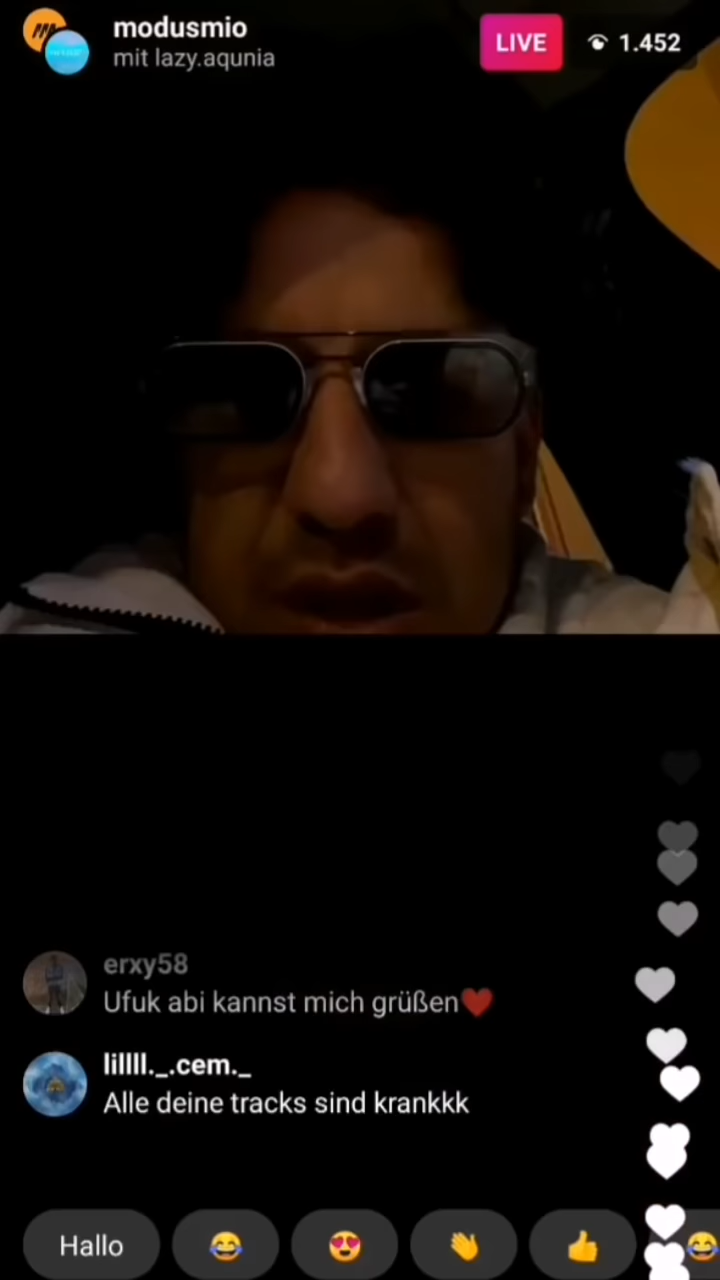 modusmio
mit lazy.aqunia
LIVE
1.452
erxy58
Ufuk abi kannst mich grüßen❤️
lillll._.cem._
Alle deine tracks sind krankkk
Hallo